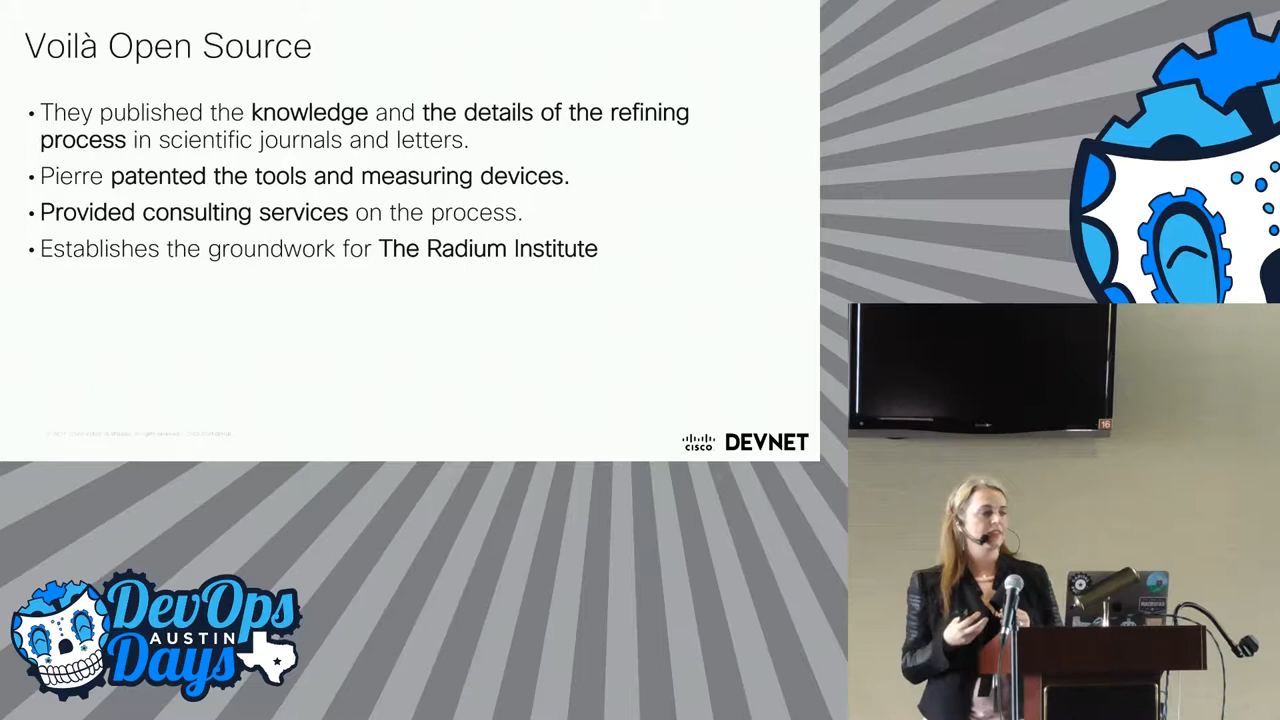 Voilà Open Source
• They published the knowledge and the details of the refining
process in scientific journals and letters.
• Pierre patented the tools and measuring devices.
• Provided consulting services on the process.
• Establishes the groundwork for The Radium Institute
CISCO DEVNET
16
DevOps
AUSTIN
Days